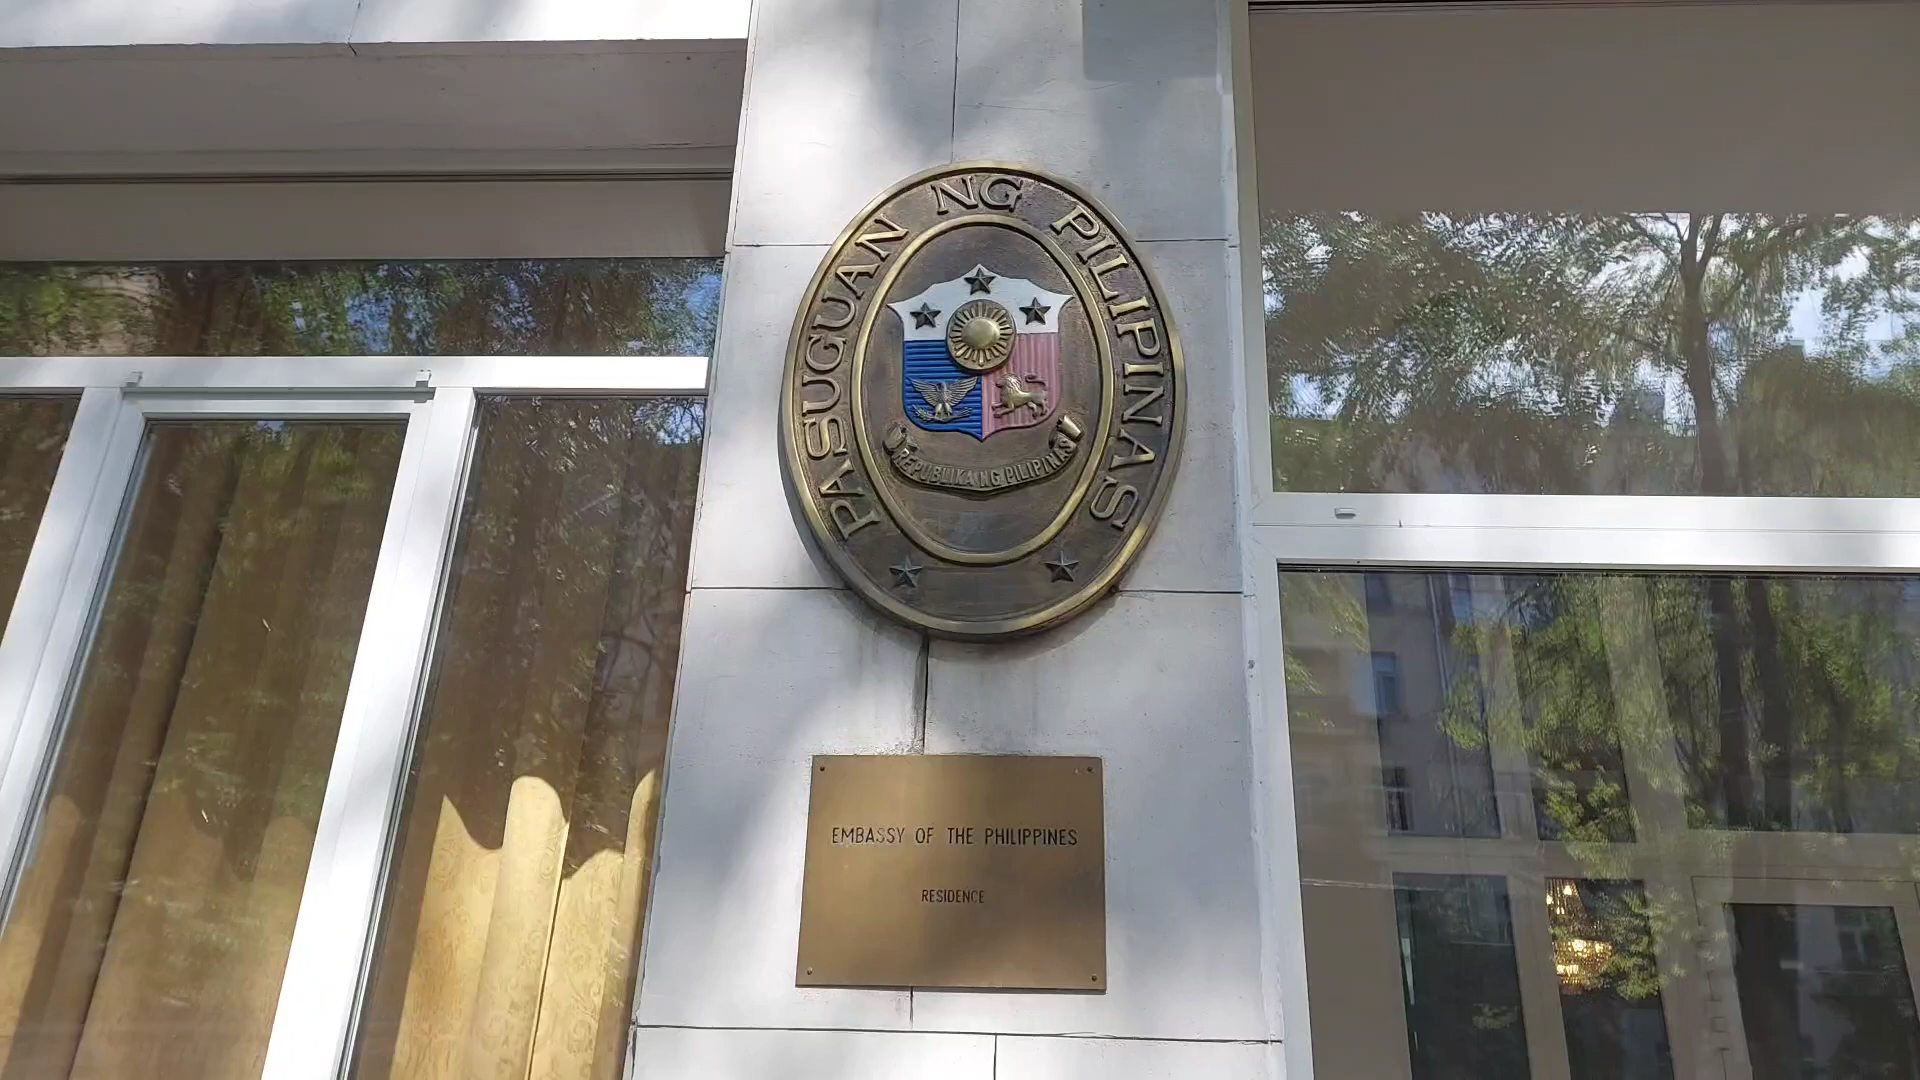 PASUGUAN NG PILIPINAS
REPUBLIKA NG PILIPINAS
EMBASSY OF THE PHILIPPINES
RESIDENCE